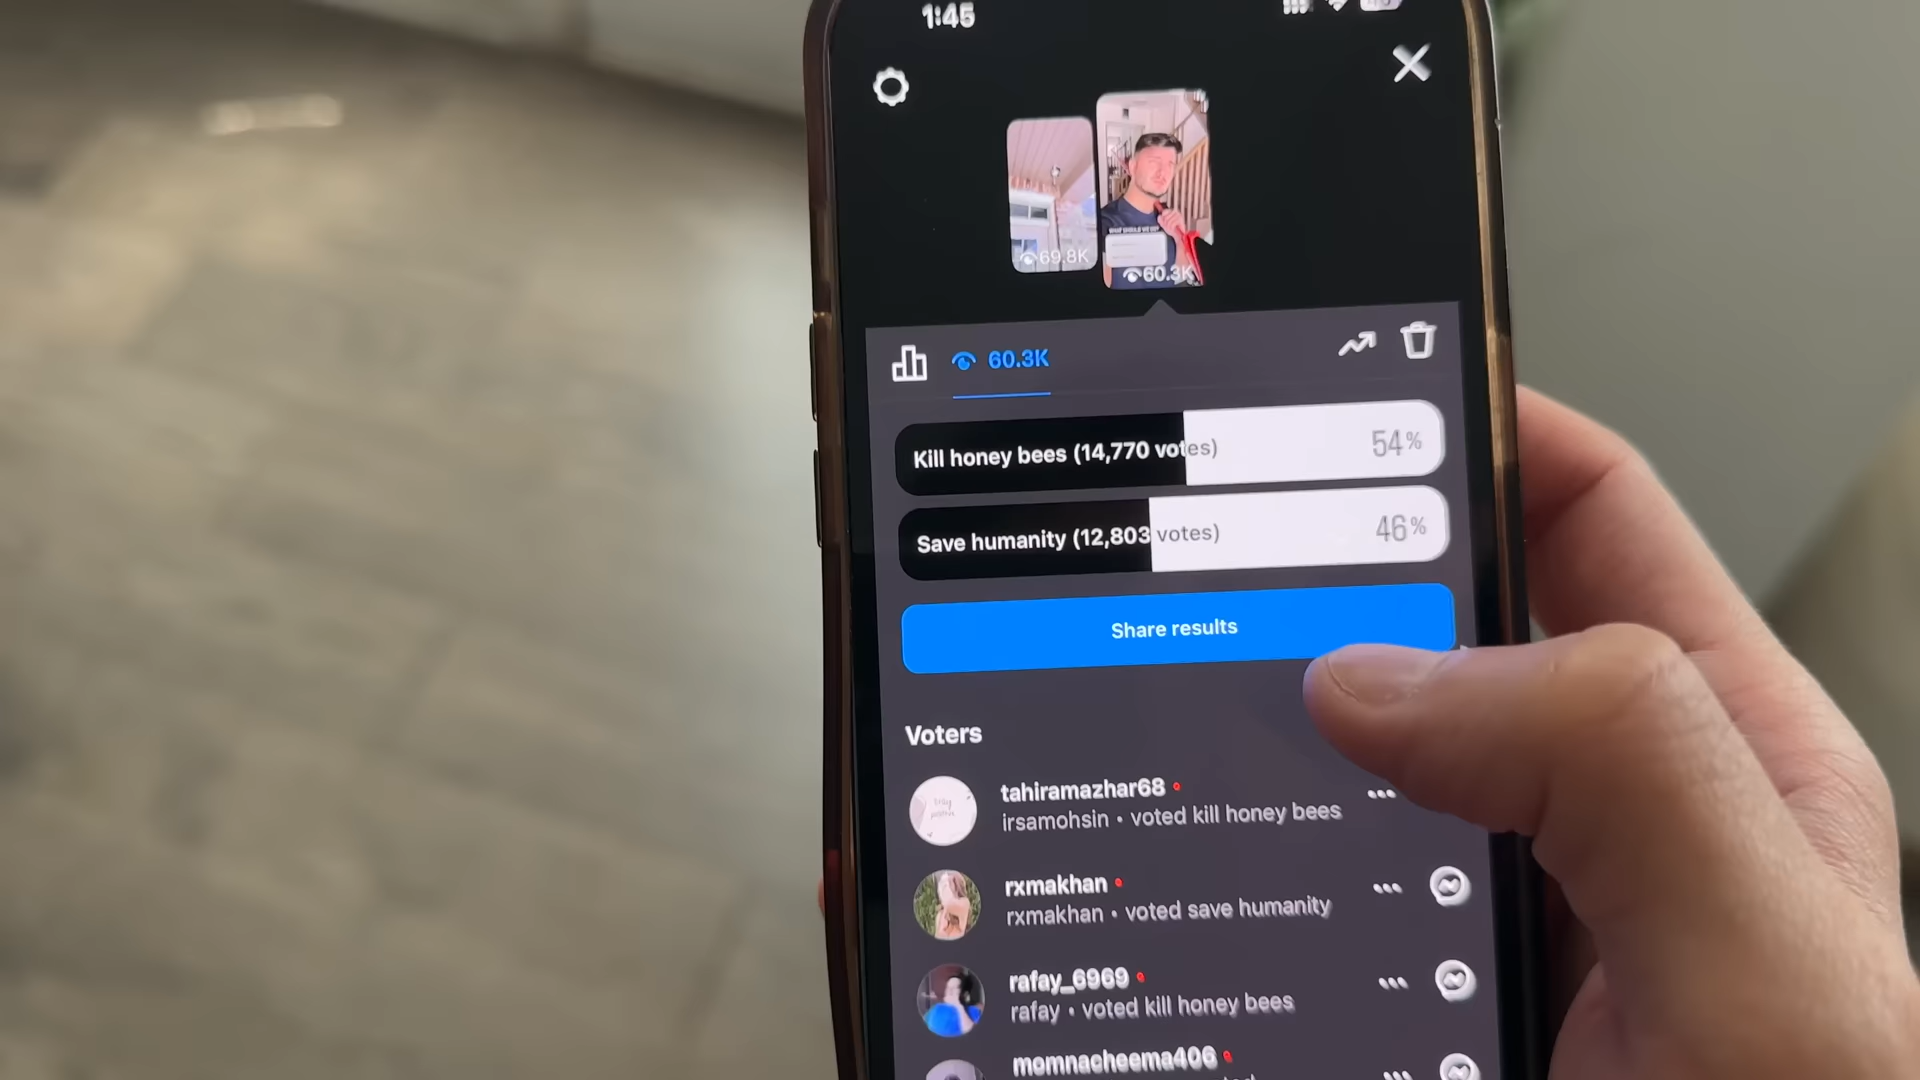 1:45
69.8K
60.3K
60.3K
Kill honey bees (14,770 votes)
54%
Save humanity (12,803 votes)
46%
Share results
Voters
tahiramazhar68
irsamohsin • voted kill honey bees
rxmakhan
rxmakhan • voted save humanity
rafay_6969
rafay • voted kill honey bees
momnacheema406